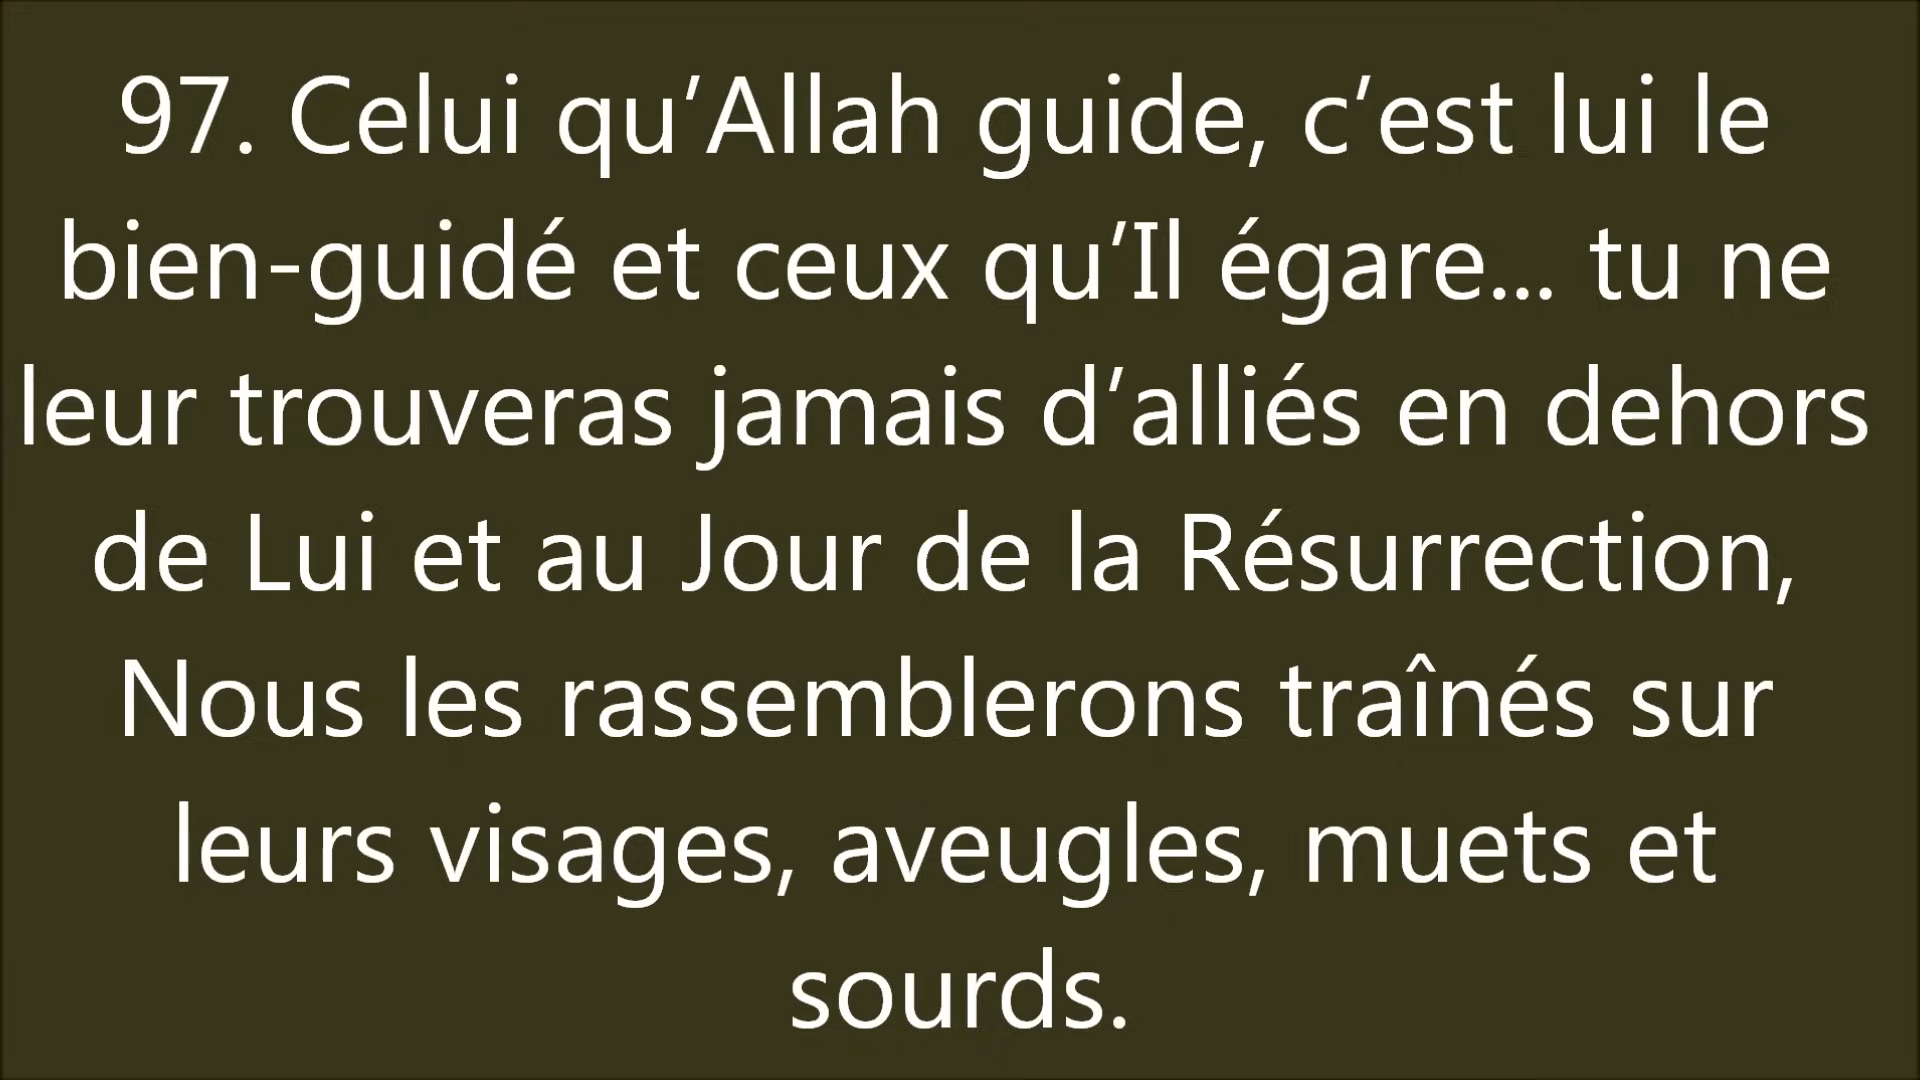 97. Celui qu’Allah guide, c’est lui le
bien-guidé et ceux qu’Il égare... tu ne
leur trouveras jamais d’alliés en dehors
de Lui et au Jour de la Résurrection,
Nous les rassemblerons traînés sur
leurs visages, aveugles, muets et
sourds.